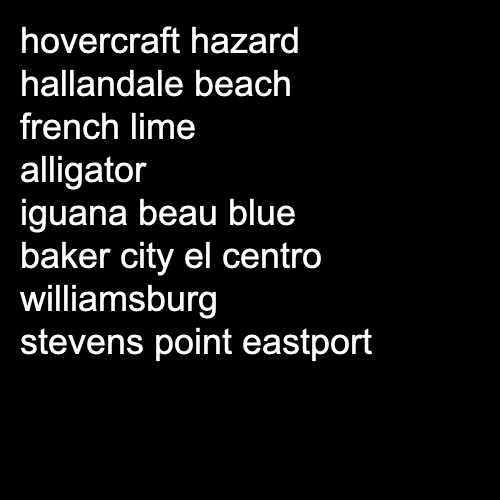 hovercraft hazard
hallandale beach
french lime
alligator
iguana beau blue
baker city el centro
williamsburg
stevens point eastport